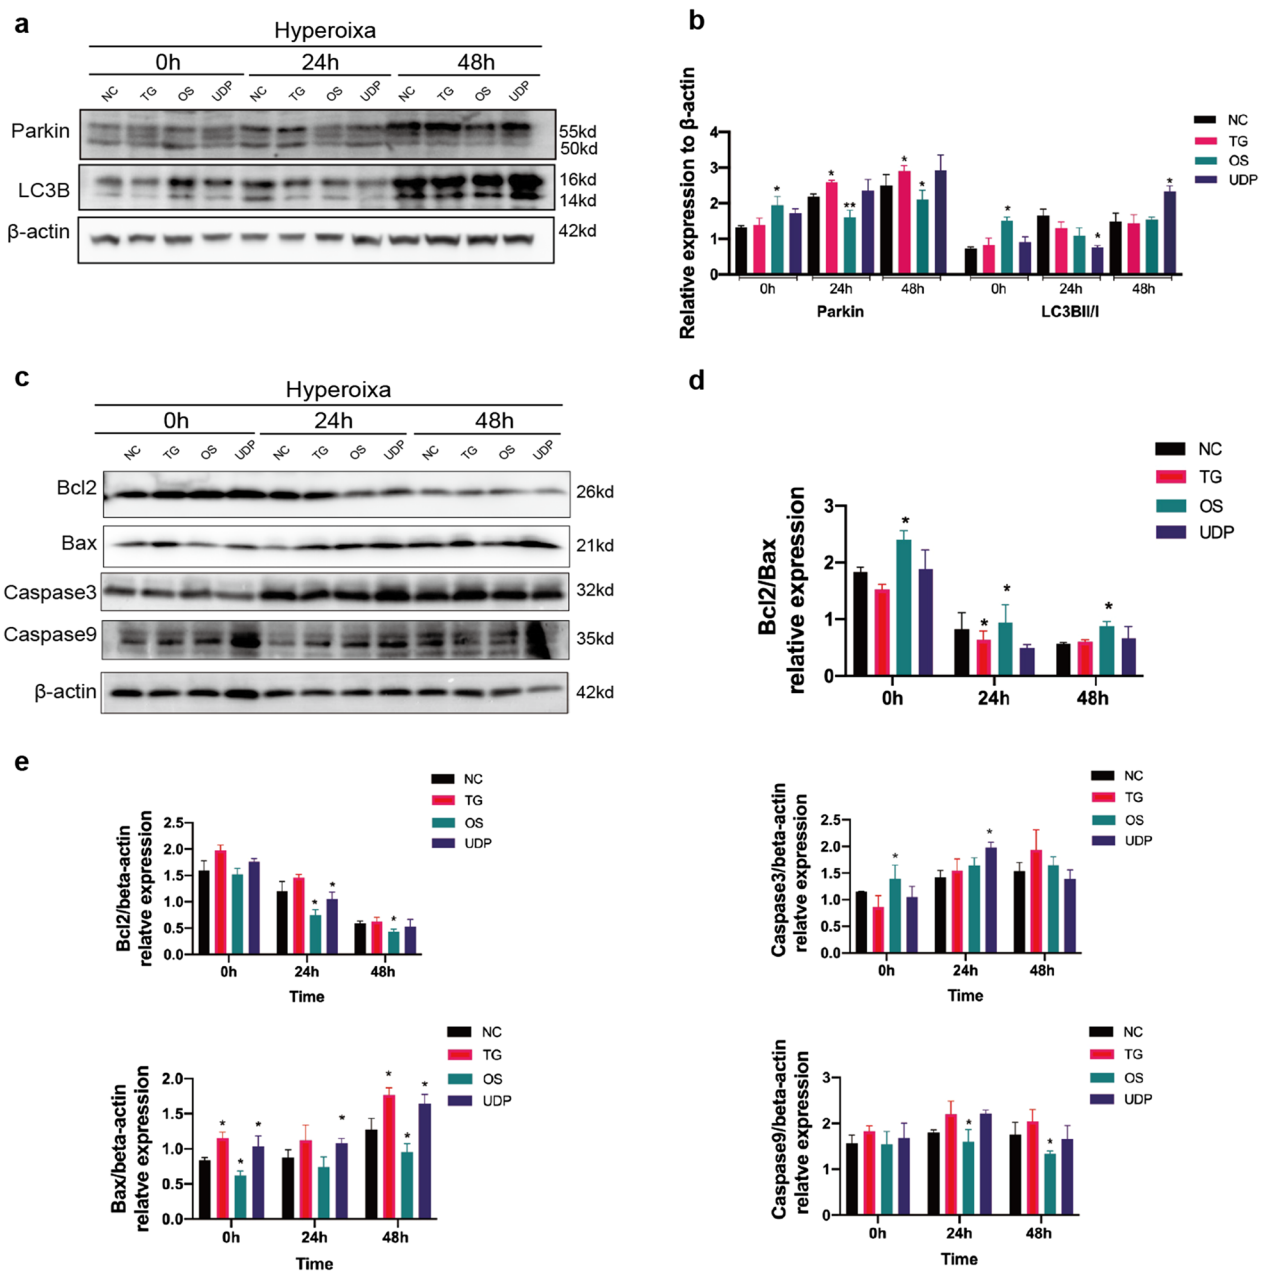 a
Hyperoixa
0h 24h 48h
NC TG OS UDP NC TG OS UDP NC TG OS UDP
Parkin 55kd
50kd
LC3B 16kd
14kd
β-actin 42kd
b
Relative expression to β-actin
4
3
2
1
0
* * ** * * * * *
0h 24h 48h 0h 24h 48h
Parkin LC3BII/I
NC
TG
OS
UDP
c
Hyperoixa
0h 24h 48h
NC TG OS UDP NC TG OS UDP NC TG OS UDP
Bcl2 26kd
Bax 21kd
Caspase3 32kd
Caspase9 35kd
β-actin 42kd
d
NC
TG
OS
UDP
Bcl2/Bax
relative expression
3
2
1
0
* * * *
0h 24h 48h
e
NC
TG
OS
UDP
Bcl2/beta-actin
relatve expression
2.5
2.0
1.5
1.0
0.5
0.0
* * *
0h 24h 48h
Time
NC
TG
OS
UDP
Caspase3/beta-actin
relatve expression
2.5
2.0
1.5
1.0
0.5
0.0
* *
0h 24h 48h
Time
NC
TG
OS
UDP
Bax/beta-actin
relatve expression
2.0
1.5
1.0
0.5
0.0
* * * * * * *
0h 24h 48h
Time
NC
TG
OS
UDP
Caspase9/beta-actin
relatve expression
3
2
1
0
* *
0h 24h 48h
Time